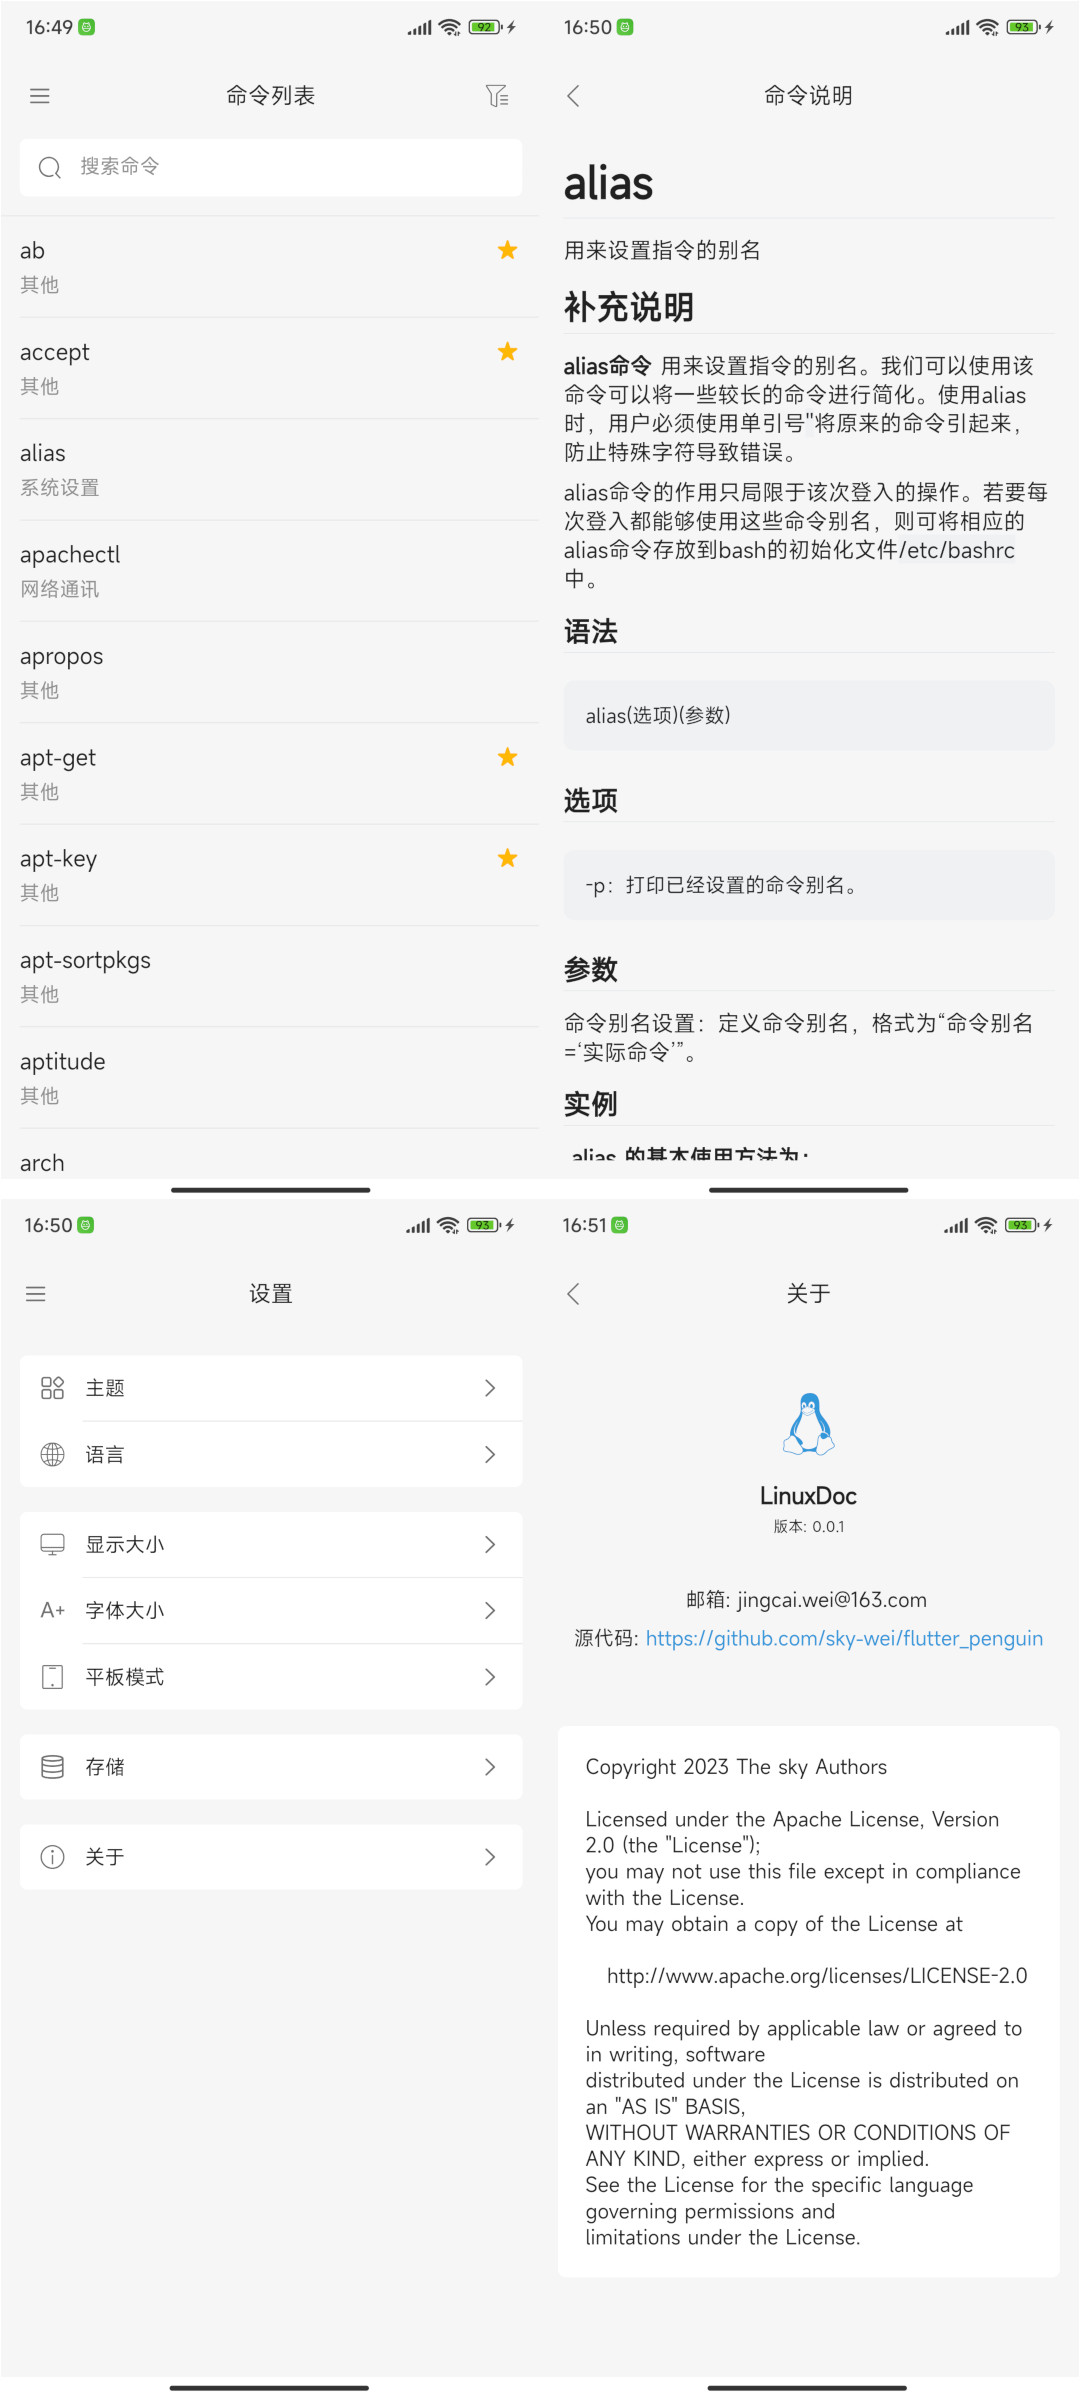 16:49
92
命令列表
搜索命令
ab
其他
accept
其他
alias
系统设置
apachectl
网络通讯
apropos
其他
apt-get
其他
apt-key
其他
apt-sortpkgs
其他
aptitude
其他
arch
16:50
93
命令说明
alias
用来设置指令的别名
补充说明
alias命令 用来设置指令的别名。我们可以使用该
命令可以将一些较长的命令进行简化。使用alias
时，用户必须使用单引号''将原来的命令引起来，
防止特殊字符导致错误。
alias命令的作用只局限于该次登入的操作。若要每
次登入都能够使用这些命令别名，则可将相应的
alias命令存放到bash的初始化文件/etc/bashrc
中。
语法
alias(选项)(参数)
选项
-p：打印已经设置的命令别名。
参数
命令别名设置：定义命令别名，格式为“命令别名
=‘实际命令’”。
实例
alias 的基本使用方法为：
16:50
93
设置
主题
语言
显示大小
A+ 字体大小
平板模式
存储
关于
16:51
93
关于
LinuxDoc
版本: 0.0.1
邮箱: jingcai.wei@163.com
源代码: https://github.com/sky-wei/flutter_penguin
Copyright 2023 The sky Authors
Licensed under the Apache License, Version
2.0 (the "License");
you may not use this file except in compliance
with the License.
You may obtain a copy of the License at
http://www.apache.org/licenses/LICENSE-2.0
Unless required by applicable law or agreed to
in writing, software
distributed under the License is distributed on
an "AS IS" BASIS,
WITHOUT WARRANTIES OR CONDITIONS OF
ANY KIND, either express or implied.
See the License for the specific language
governing permissions and
limitations under the License.